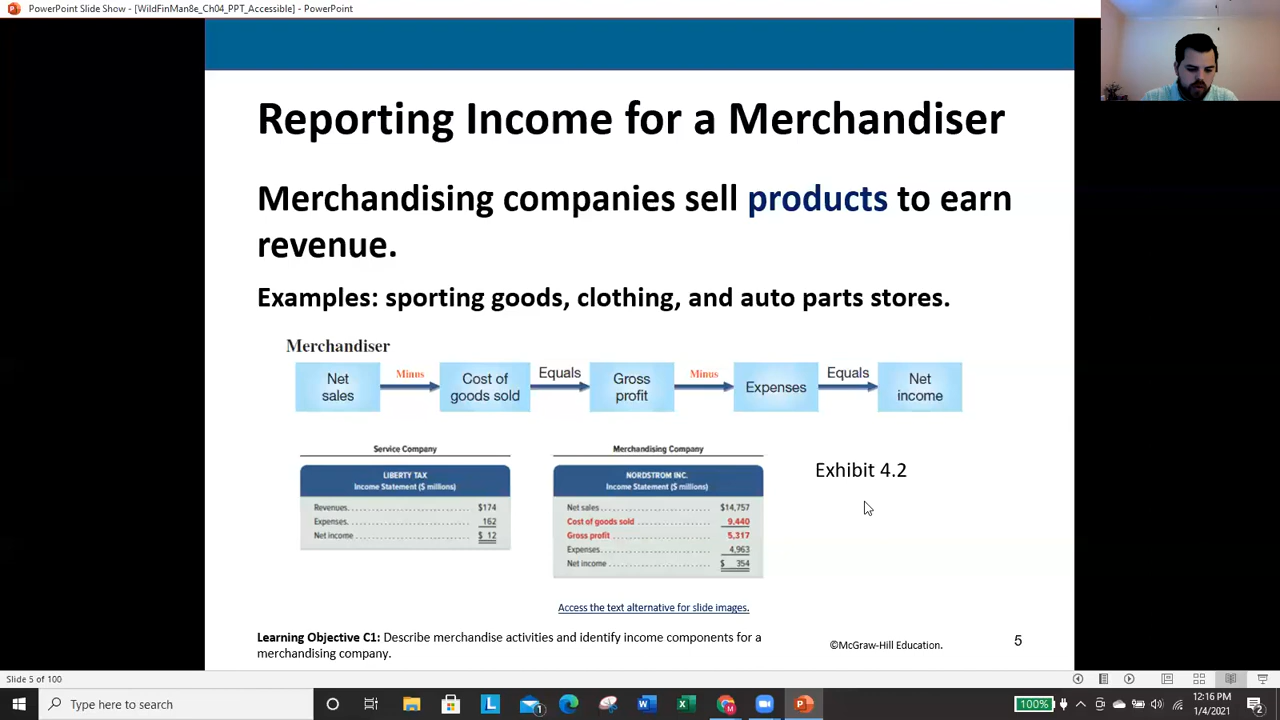 PowerPoint Slide Show - [WildFinMan8e_Ch04_PPT_Accessible] - PowerPoint
Reporting Income for a Merchandiser
Merchandising companies sell products to earn
revenue.
Examples: sporting goods, clothing, and auto parts stores.
Merchandiser
Net sales Minus Cost of goods sold Equals Gross profit Minus Expenses Equals Net income
Service Company
LIBERTY TAX
Income Statement ($ millions)
Revenues. $174
Expenses. 162
Net income $ 12
Merchandising Company
NORDSTROM INC.
Income Statement ($ millions)
Net sales $14,757
Cost of goods sold 9,440
Gross profit 5,317
Expenses. 4,963
Net income $ 354
Exhibit 4.2
Access the text alternative for slide images.
Learning Objective C1: Describe merchandise activities and identify income components for a
merchandising company.
©McGraw-Hill Education.
5
Slide 5 of 100
Type here to search
100%
12:16 PM
1/4/2021